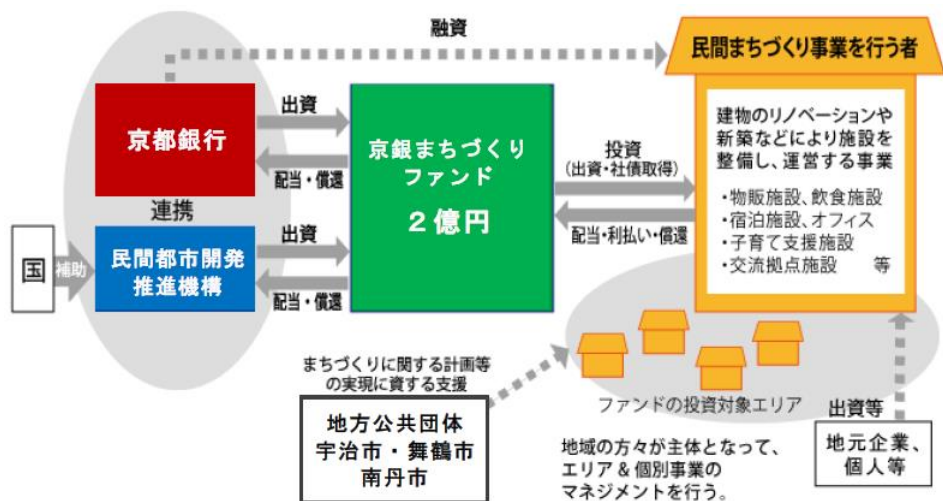 融資
民間まちづくり事業を行う者
京都銀行
出資
配当・償還
連携
国
補助
民間都市開発
推進機構
出資
配当・償還
京銀まちづくり
ファンド
2億円
投資
(出資・社債取得)
配当・利払い・償還
建物のリノベーションや
新築などにより施設を
整備し、運営する事業
・物販施設、飲食施設
・宿泊施設、オフィス
・子育て支援施設
・交流拠点施設 等
まちづくりに関する計画等
の実現に資する支援
地方公共団体
宇治市・舞鶴市
南丹市
ファンドの投資対象エリア
地域の方々が主体となって、
エリア&個別事業の
マネジメントを行う。
出資等
地元企業、
個人等